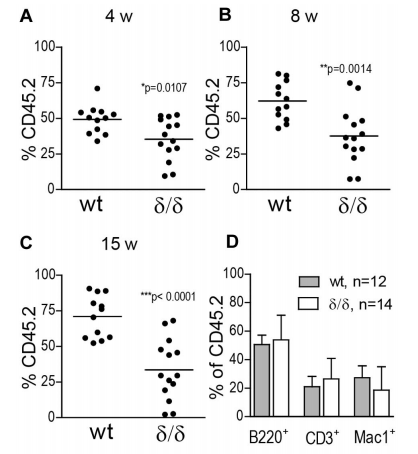 A 4 w
100
75
50
25
0
% CD45.2
*p=0.0107
wt δ/δ
B 8 w
100
75
50
25
0
% CD45.2
**p=0.0014
wt δ/δ
C 15 w
100
75
50
25
0
% CD45.2
***p< 0.0001
wt δ/δ
D
100
80
60
40
20
0
% of CD45.2
wt, n=12
δ/δ, n=14
B220⁺ CD3⁺ Mac1⁺